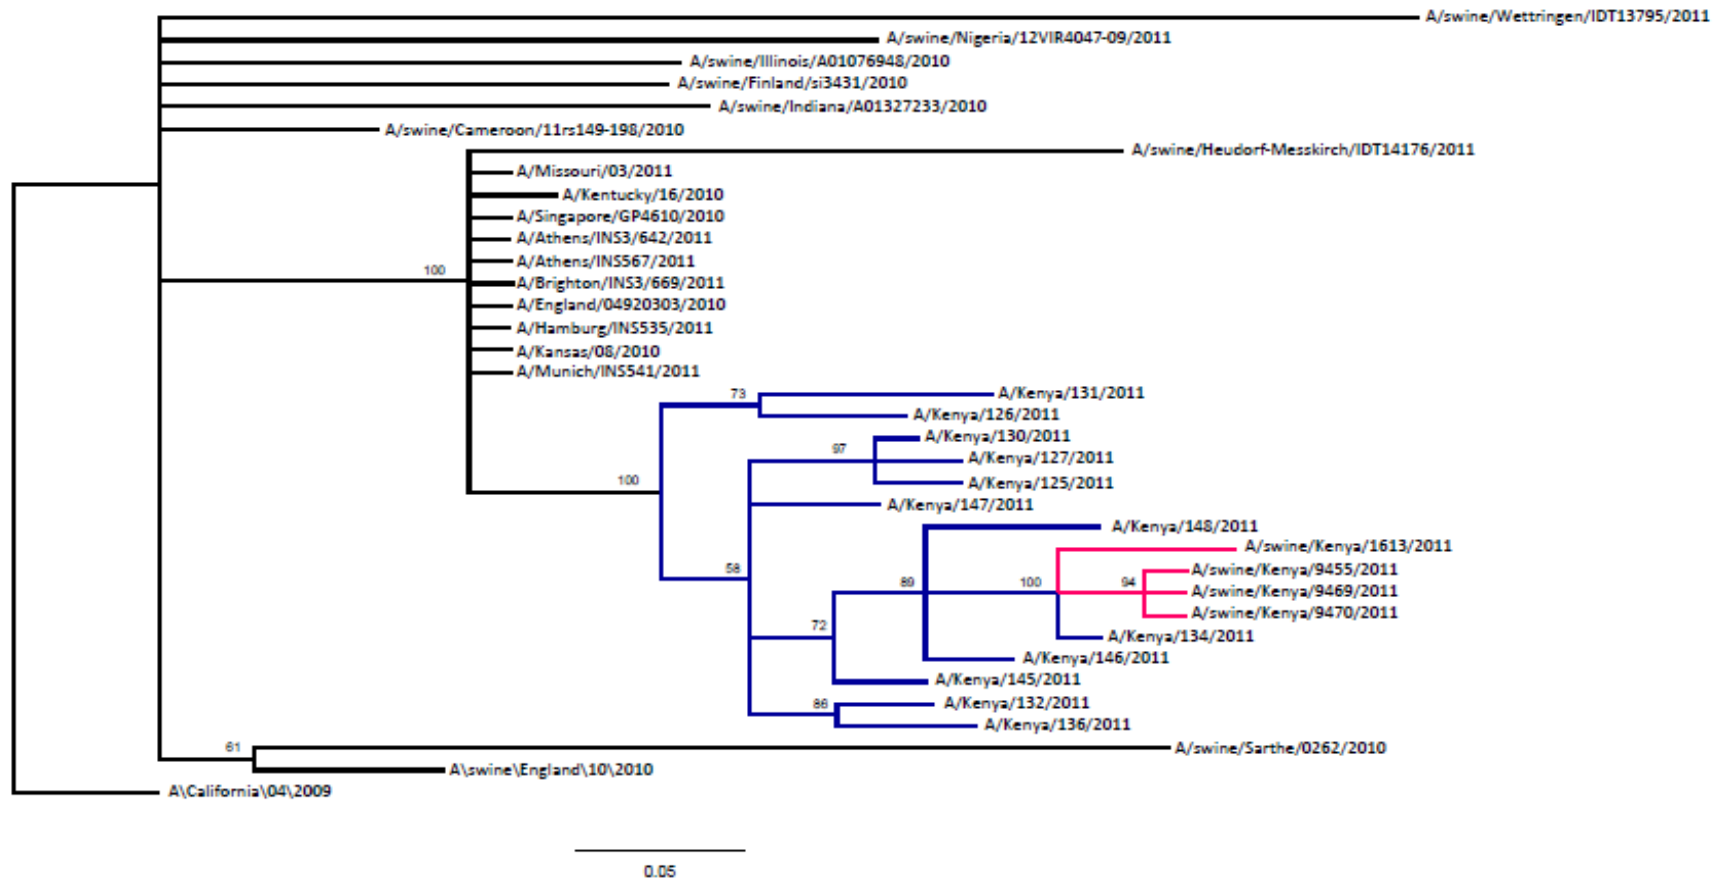 A/swine/Wettringen/IDT13795/2011
A/swine/Nigeria/12VIR4047-09/2011
A/swine/Illinois/A01076948/2010
A/swine/Finland/si3431/2010
A/swine/Indiana/A01327233/2010
A/swine/Cameroon/11rs149-198/2010
A/swine/Heudorf-Messkirch/IDT14176/2011
A/Missouri/03/2011
A/Kentucky/16/2010
A/Singapore/GP4610/2010
A/Athens/INS3/642/2011
A/Athens/INS567/2011
100
A/Brighton/INS3/669/2011
A/England/04920303/2010
A/Hamburg/INS535/2011
A/Kansas/08/2010
A/Munich/INS541/2011
73
A/Kenya/131/2011
A/Kenya/126/2011
A/Kenya/130/2011
97
A/Kenya/127/2011
100
A/Kenya/125/2011
A/Kenya/147/2011
A/Kenya/148/2011
A/swine/Kenya/1613/2011
58
A/swine/Kenya/9455/2011
89
100
94
A/swine/Kenya/9469/2011
A/swine/Kenya/9470/2011
72
A/Kenya/134/2011
A/Kenya/146/2011
A/Kenya/145/2011
86
A/Kenya/132/2011
A/Kenya/136/2011
61
A/swine/Sarthe/0262/2010
A\swine\England\10\2010
A\California\04\2009
0.05